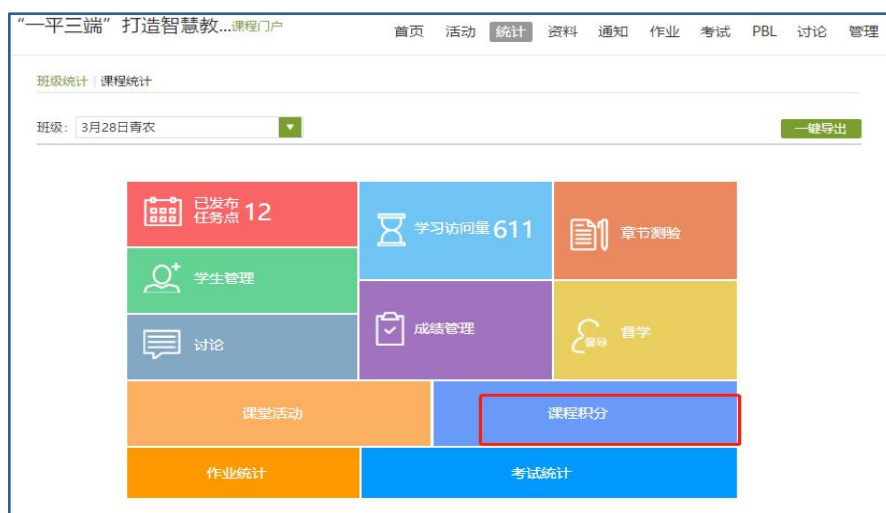 “一平三端” 打造智慧教...课程门户
首页 活动 统计 资料 通知 作业 考试 PBL 讨论 管理
班级统计 | 课程统计
班级: 3月28日青农
一键导出
已发布
任务点 12
学习访问量 611
章节测验
学生管理
讨论
成绩管理
督导
督学
课堂活动
课程积分
作业统计
考试统计